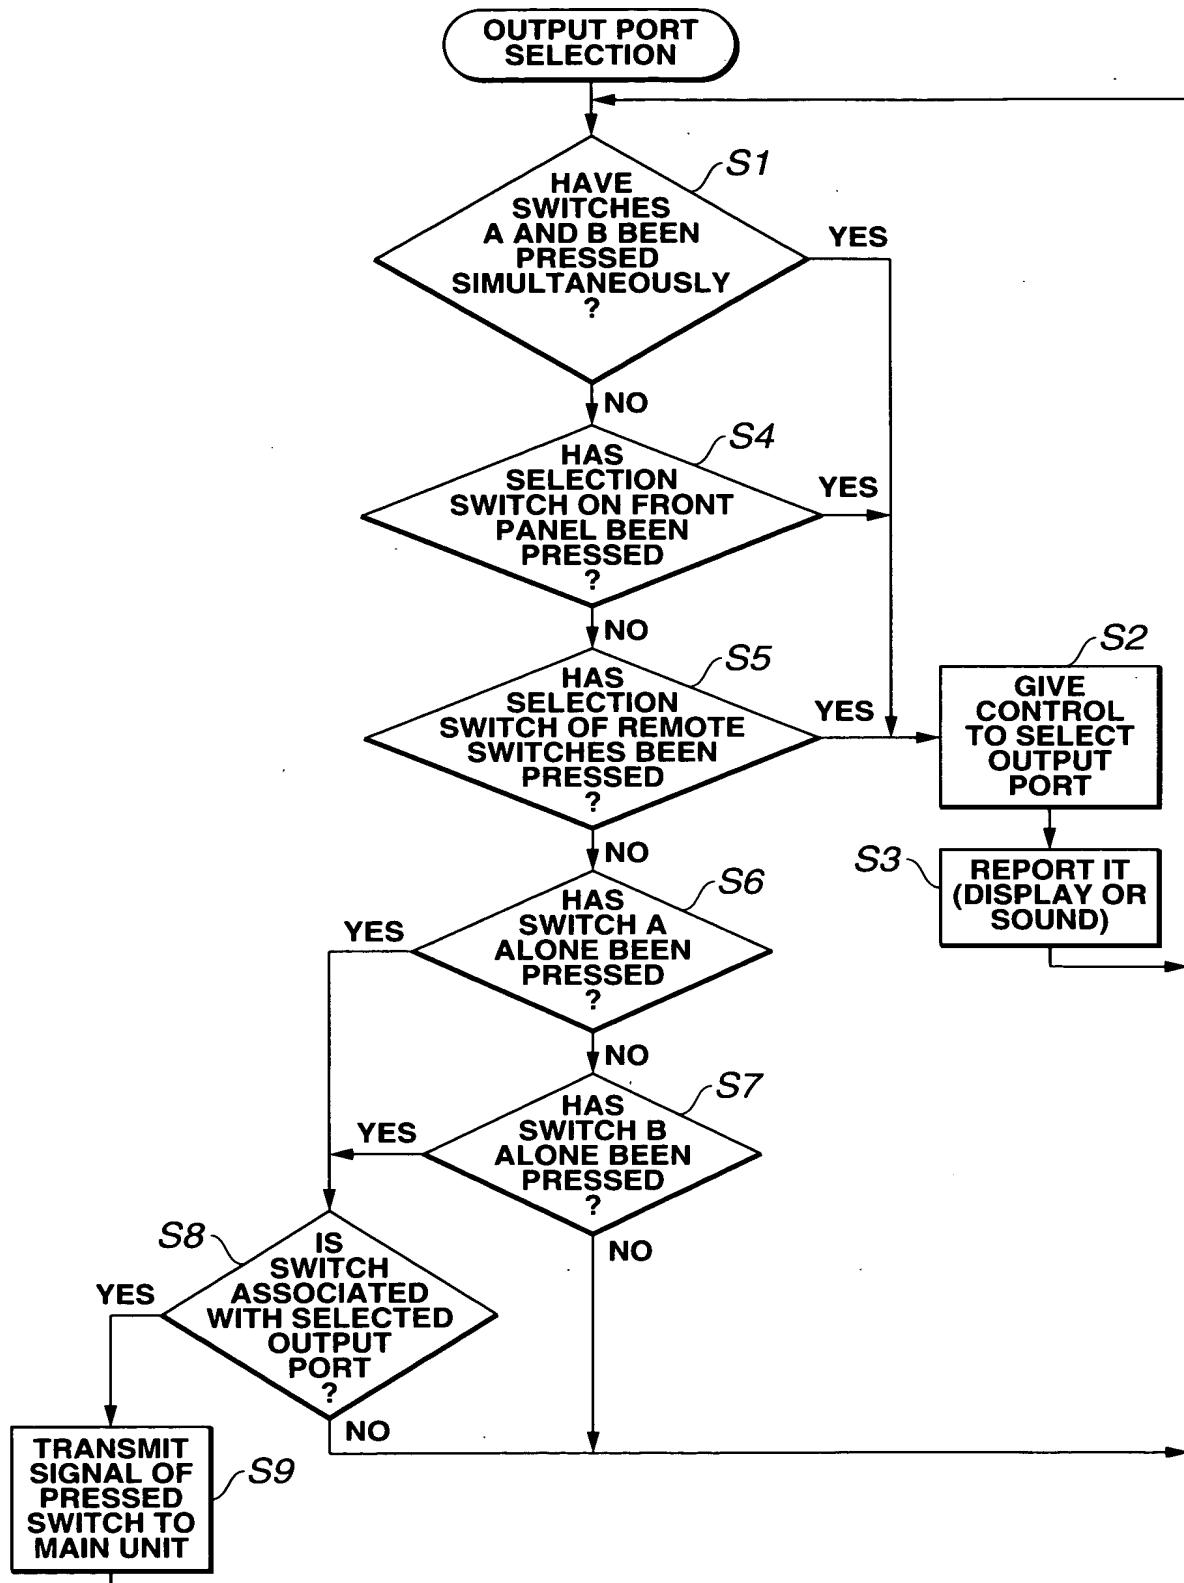 OUTPUT PORT
SELECTION
S1
HAVE
SWITCHES
A AND B BEEN
PRESSED
SIMULTANEOUSLY
?
YES
NO
S4
HAS
SELECTION
SWITCH ON FRONT
PANEL BEEN
PRESSED
?
YES
NO
S5
HAS
SELECTION
SWITCH OF REMOTE
SWITCHES BEEN
PRESSED
?
YES
NO
S2
GIVE
CONTROL
TO SELECT
OUTPUT
PORT
S3
REPORT IT
(DISPLAY OR
SOUND)
S6
HAS
SWITCH A
ALONE BEEN
PRESSED
?
YES
NO
S7
HAS
SWITCH B
ALONE BEEN
PRESSED
?
YES
NO
S8
IS
SWITCH
ASSOCIATED
WITH SELECTED
OUTPUT
PORT
?
YES
NO
S9
TRANSMIT
SIGNAL OF
PRESSED
SWITCH TO
MAIN UNIT